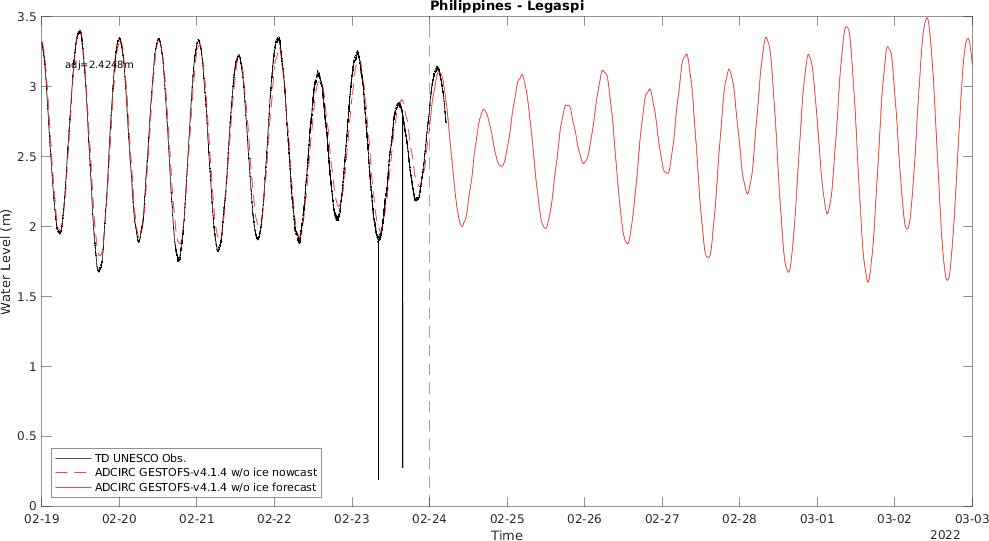 Philippines - Legaspi
3.5
adj=2.4248m
3
2.5
2
Water Level (m)
1.5
1
0.5
TD UNESCO Obs.
ADCIRC GESTOFS-v4.1.4 w/o ice nowcast
ADCIRC GESTOFS-v4.1.4 w/o ice forecast
0
02-19 02-20 02-21 02-22 02-23 02-24 02-25 02-26 02-27 02-28 03-01 03-02 03-03
Time
2022